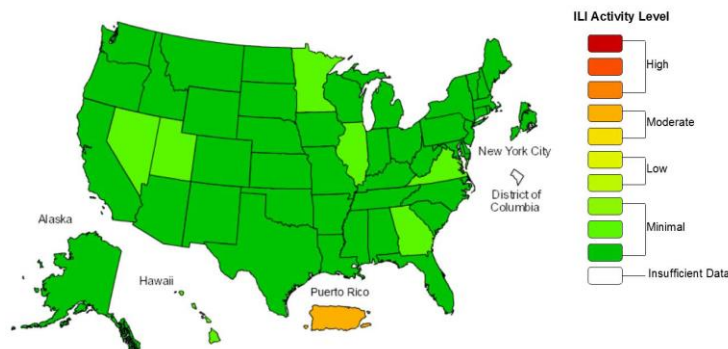 ILI Activity Level
High
Moderate
Low
Minimal
Insufficient Data
New York City
District of
Columbia
Alaska
Hawaii
Puerto Rico